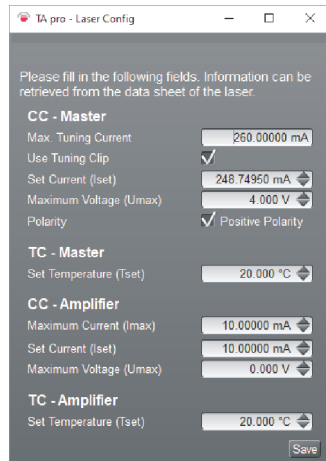 TA pro - Laser Config
Please fill in the following fields. Information can be
retrieved from the data sheet of the laser.
CC - Master
Max. Tuning Current 260.00000 mA
Use Tuning Clip
Set Current (Iset) 248.74950 mA
Maximum Voltage (Umax) 4.000 V
Polarity Positive Polarity
TC - Master
Set Temperature (Tset) 20.000 °C
CC - Amplifier
Maximum Current (Imax) 10.00000 mA
Set Current (Iset) 10.00000 mA
Maximum Voltage (Umax) 0.000 V
TC - Amplifier
Set Temperature (Tset) 20.000 °C
Save